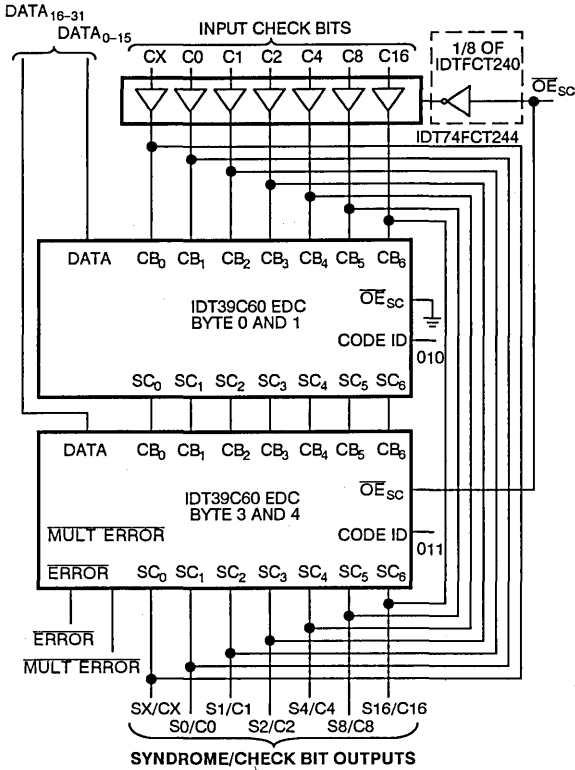 DATA16-31
DATA0-15
INPUT CHECK BITS
CX C0 C1 C2 C4 C8 C16
1/8 OF
IDTFCT240
OESC
IDT74FCT244
DATA CB0 CB1 CB2 CB3 CB4 CB5 CB6
IDT39C60 EDC
BYTE 0 AND 1
OESC
CODE ID
010
SC0 SC1 SC2 SC3 SC4 SC5 SC6
DATA CB0 CB1 CB2 CB3 CB4 CB5 CB6
IDT39C60 EDC
BYTE 3 AND 4
OESC
MULT ERROR
CODE ID
011
ERROR
SC0 SC1 SC2 SC3 SC4 SC5 SC6
ERROR
MULT ERROR
SX/CX S1/C1 S4/C4 S16/C16
S0/C0 S2/C2 S8/C8
SYNDROME/CHECK BIT OUTPUTS